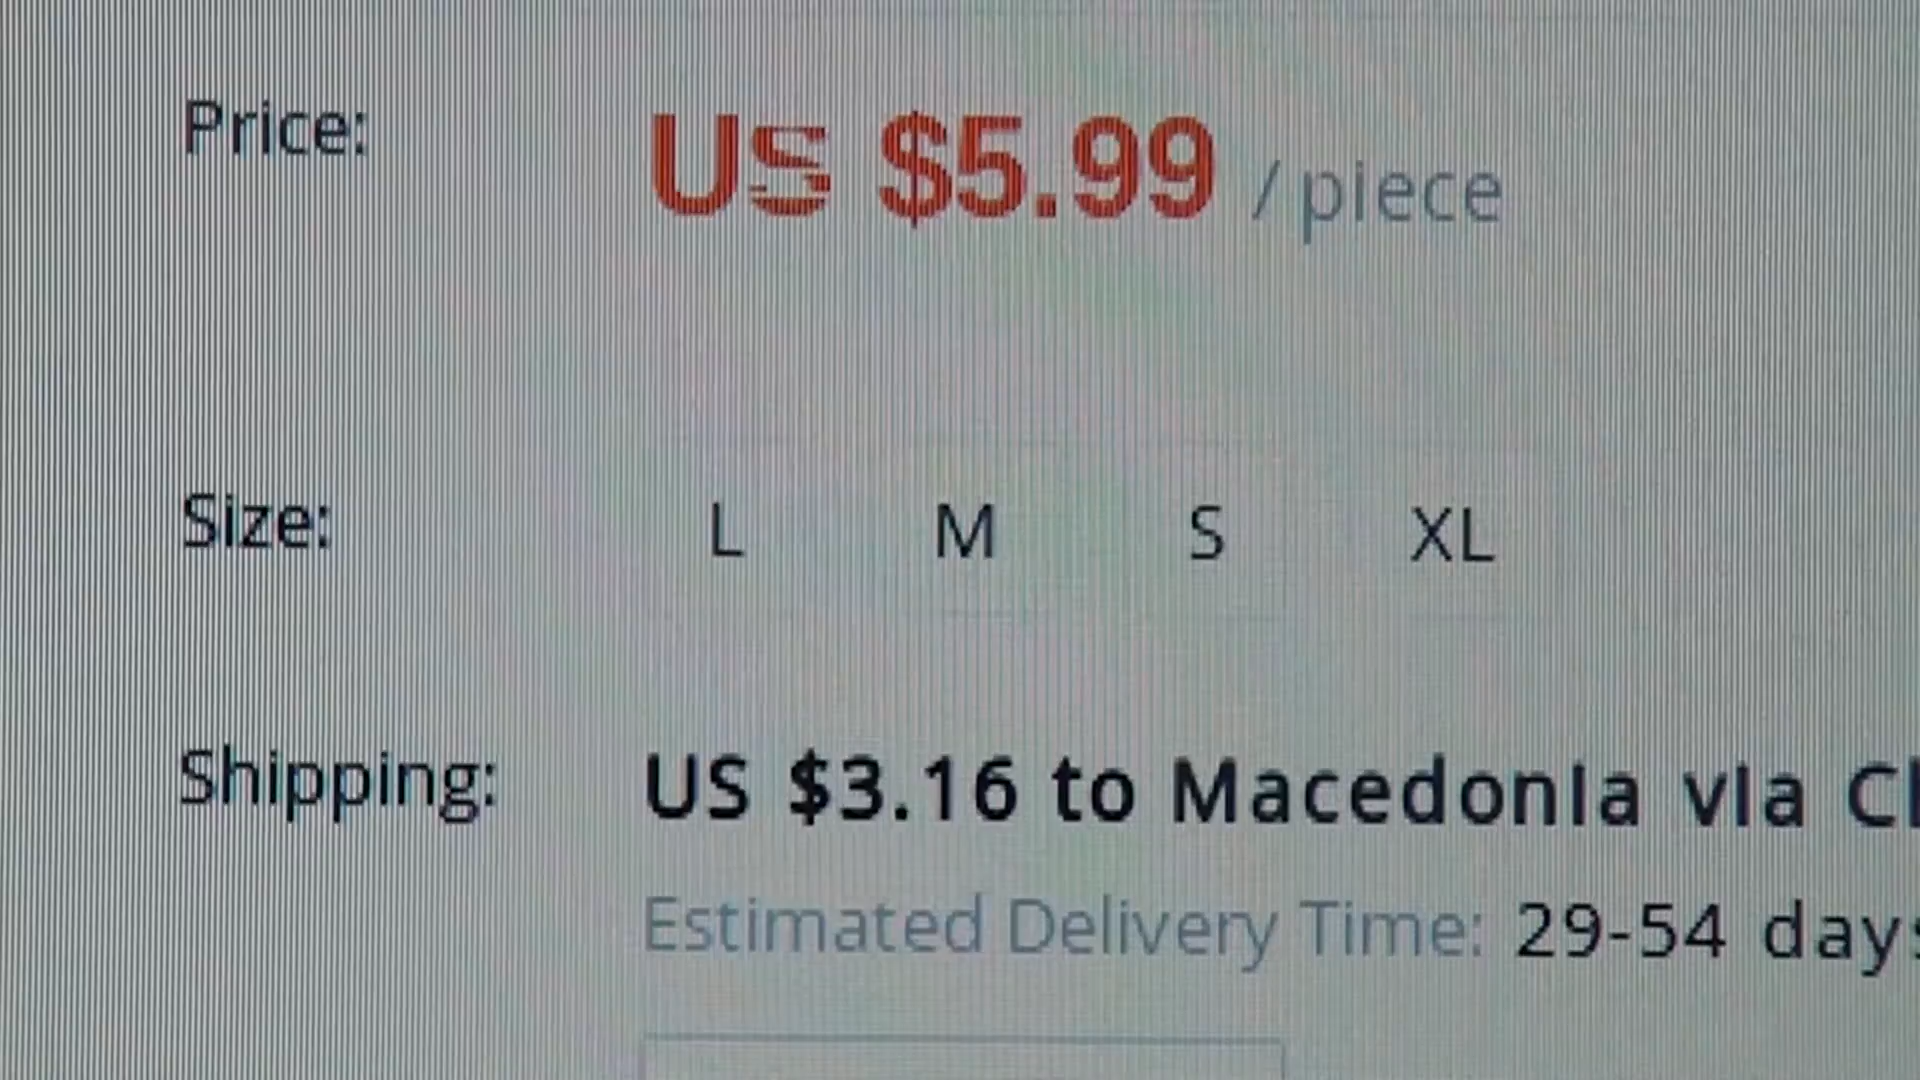 Price: US $5.99 / piece
Size: L M S XL
Shipping: US $3.16 to Macedonia via
Estimated Delivery Time: 29-54 days